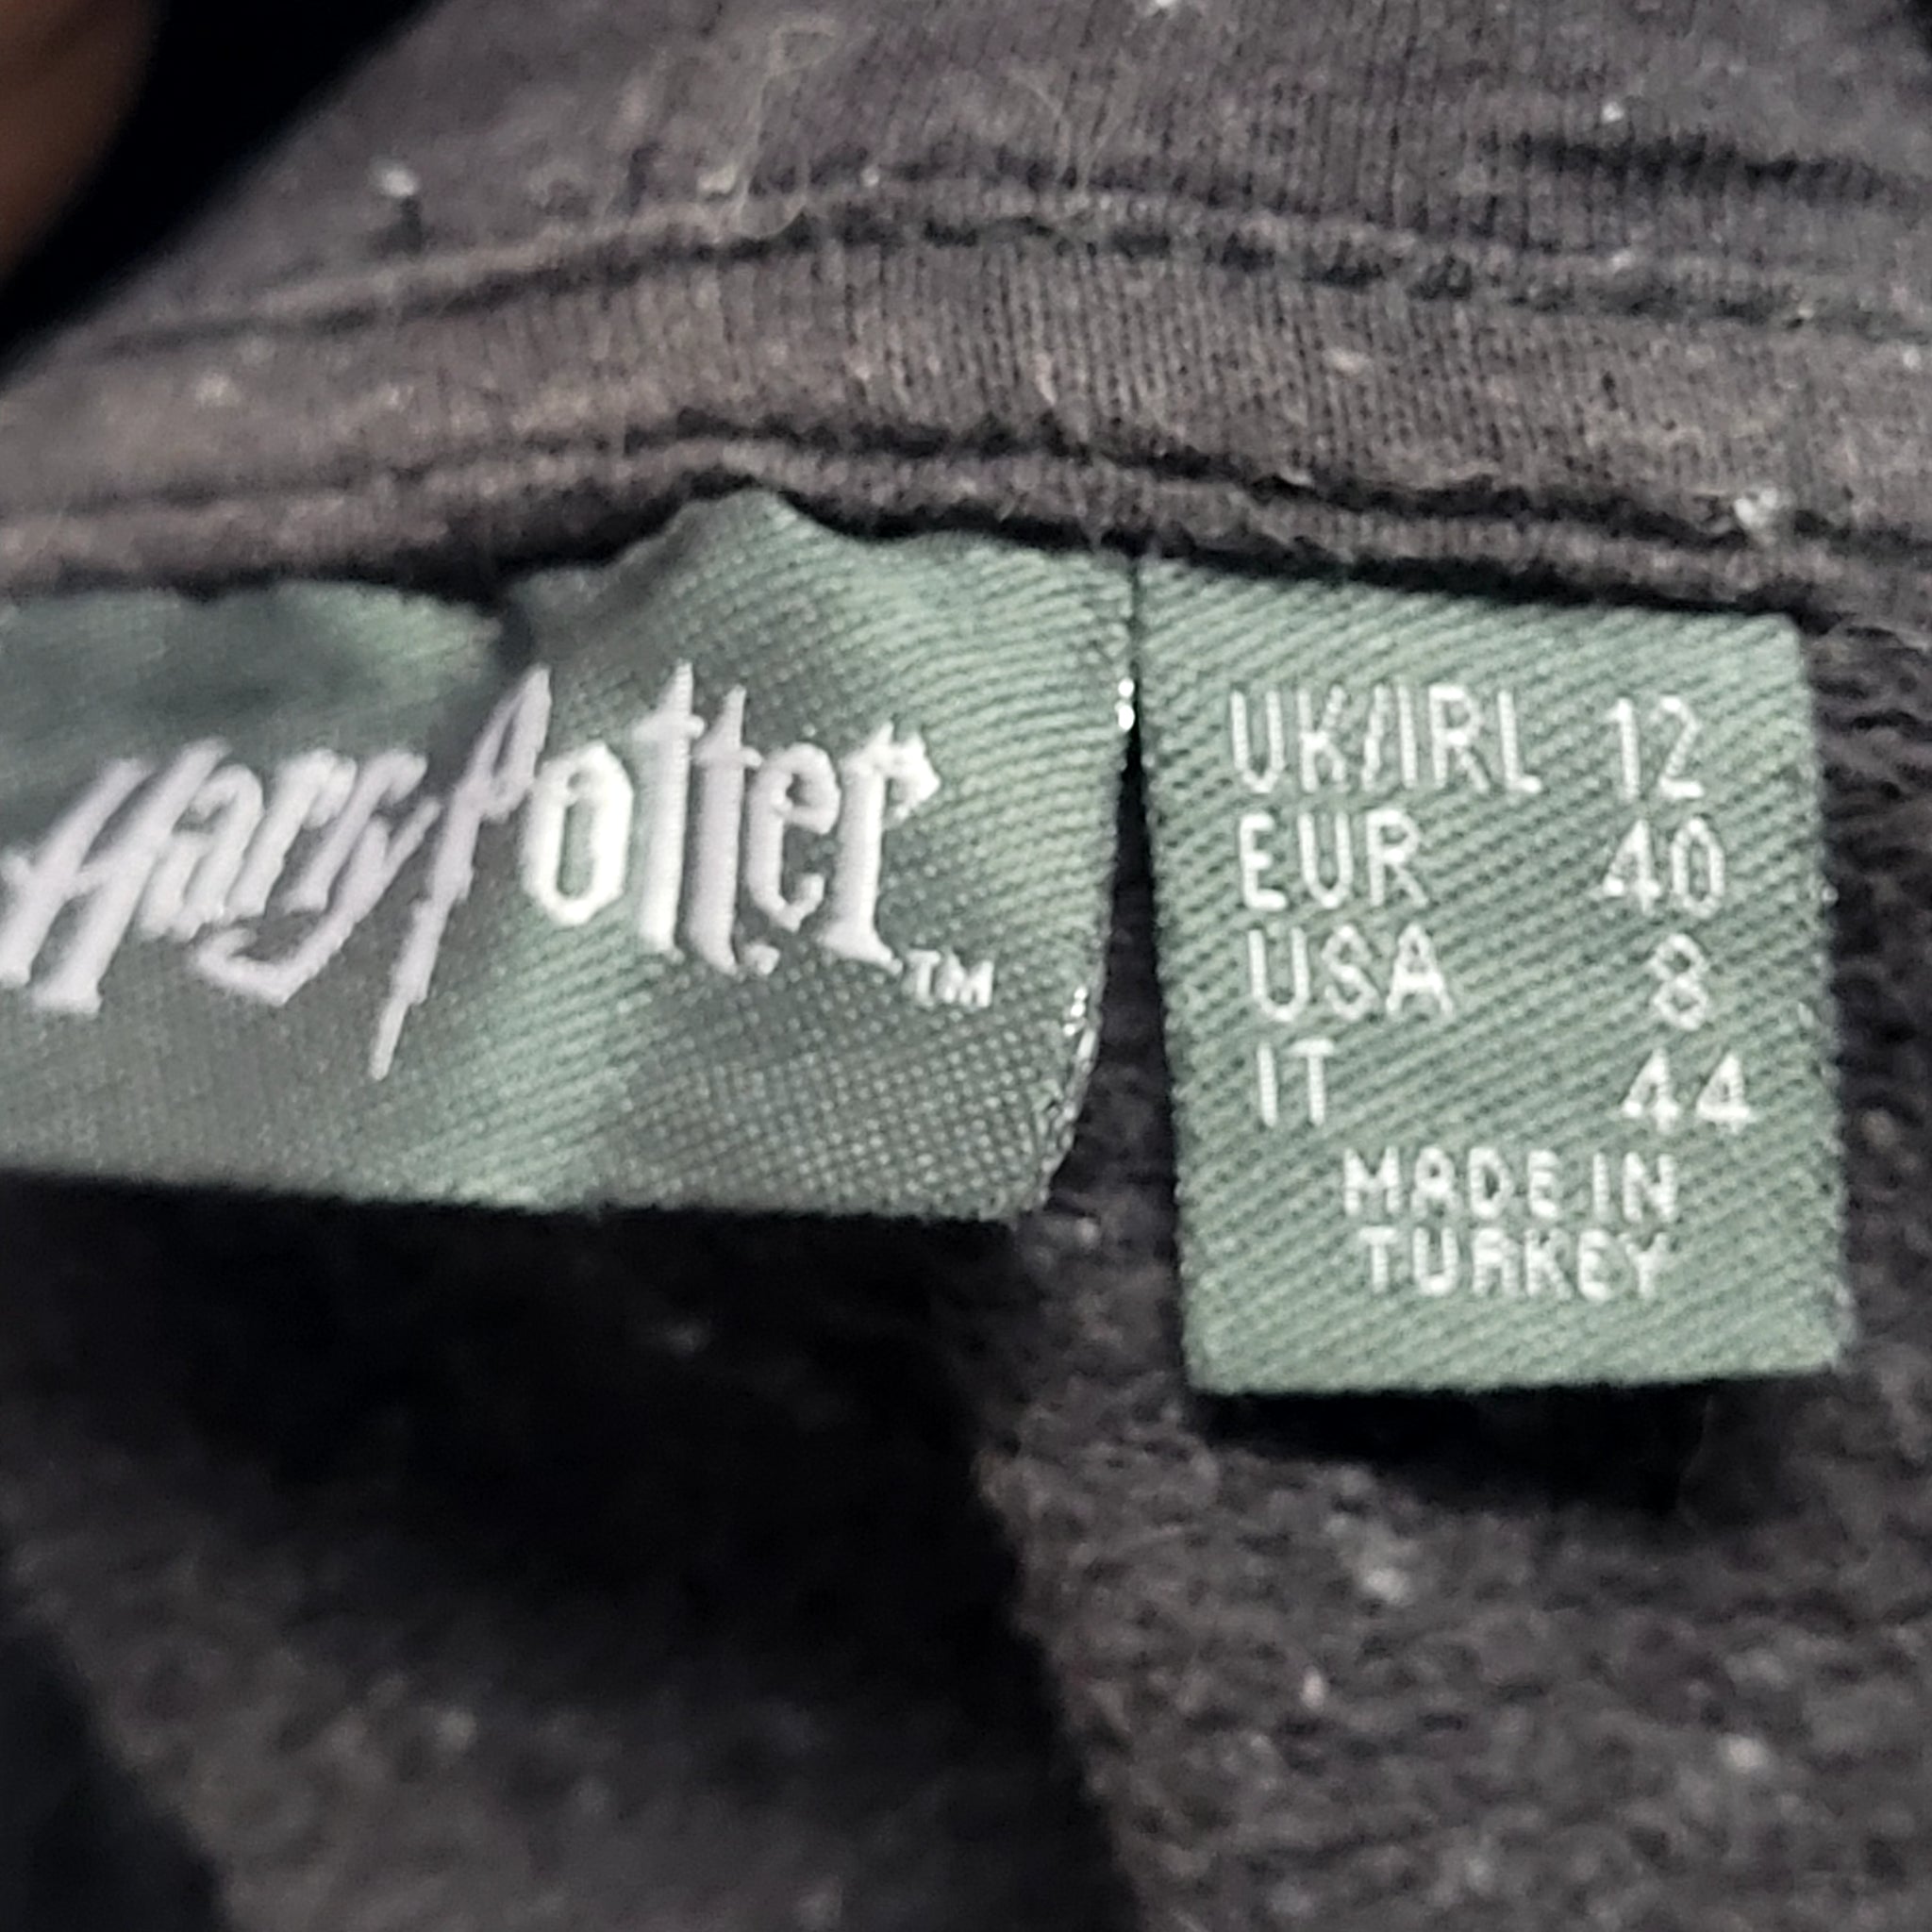 Harry Potter™
UK/IRL 12
EUR 40
USA 8
IT 44
MADE IN
TURKEY